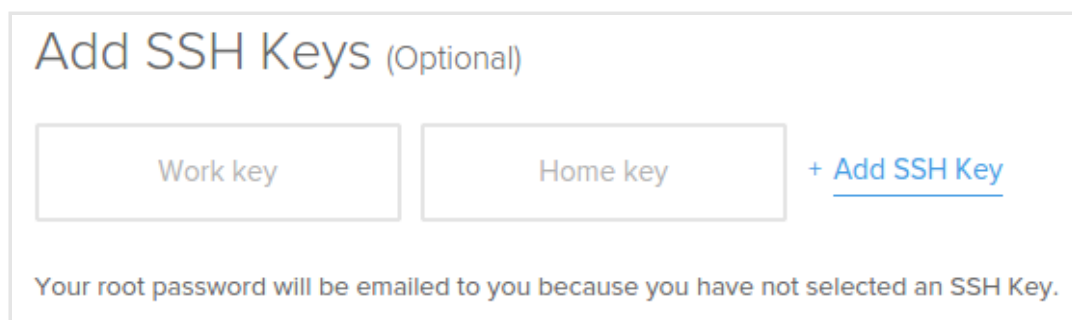 Add SSH Keys (Optional)
Work key Home key + Add SSH Key
Your root password will be emailed to you because you have not selected an SSH Key.